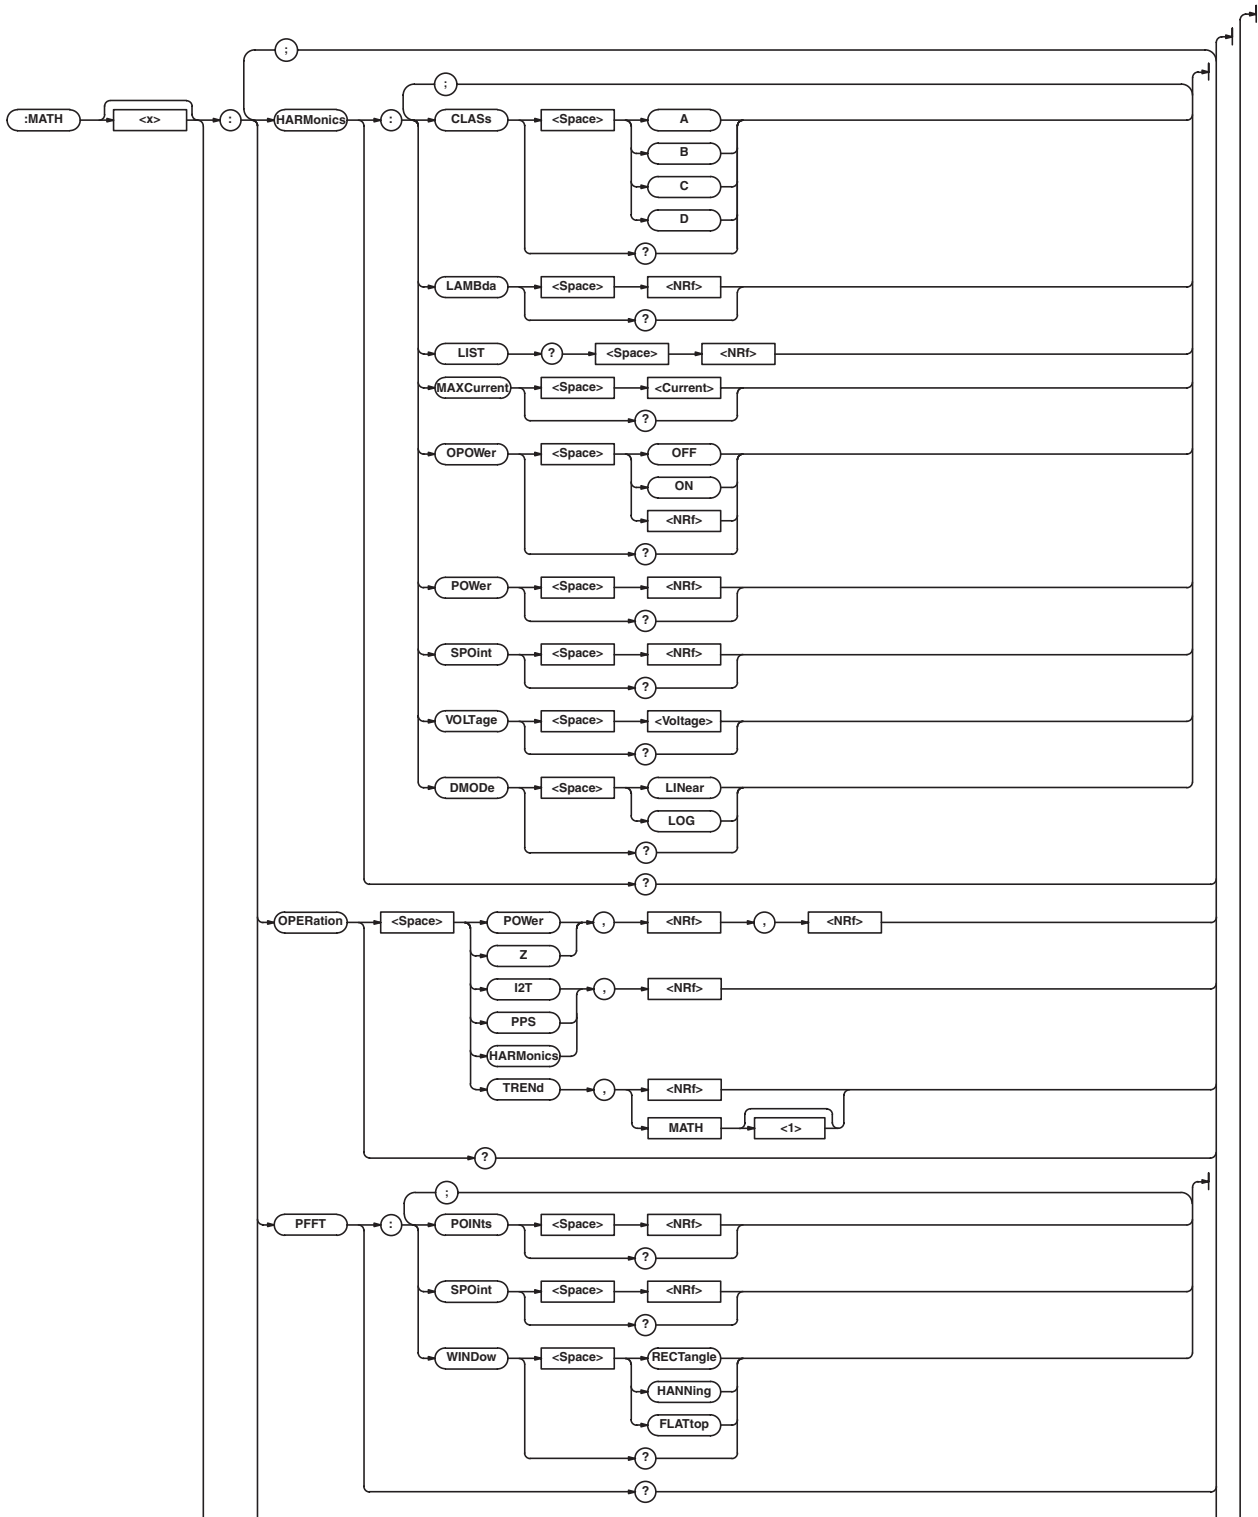 ;
;
:MATH <x> : HARMonics : CLASs <Space> A
B
C
D
?
LAMBda <Space> <NRf>
?
LIST ? <Space> <NRf>
MAXCurrent <Space> <Current>
?
OPOWer <Space> OFF
ON
<NRf>
?
POWer <Space> <NRf>
?
SPOint <Space> <NRf>
?
VOLTage <Space> <Voltage>
?
DMODe <Space> LINear
LOG
?
?
OPERation <Space> POWer , <NRf> , <NRf>
Z
I2T , <NRf>
PPS
HARMonics
TRENd , <NRf>
MATH <1>
?
;
PFFT : POINts <Space> <NRf>
?
SPOint <Space> <NRf>
?
WINDow <Space> RECTangle
HANNing
FLATtop
?
?